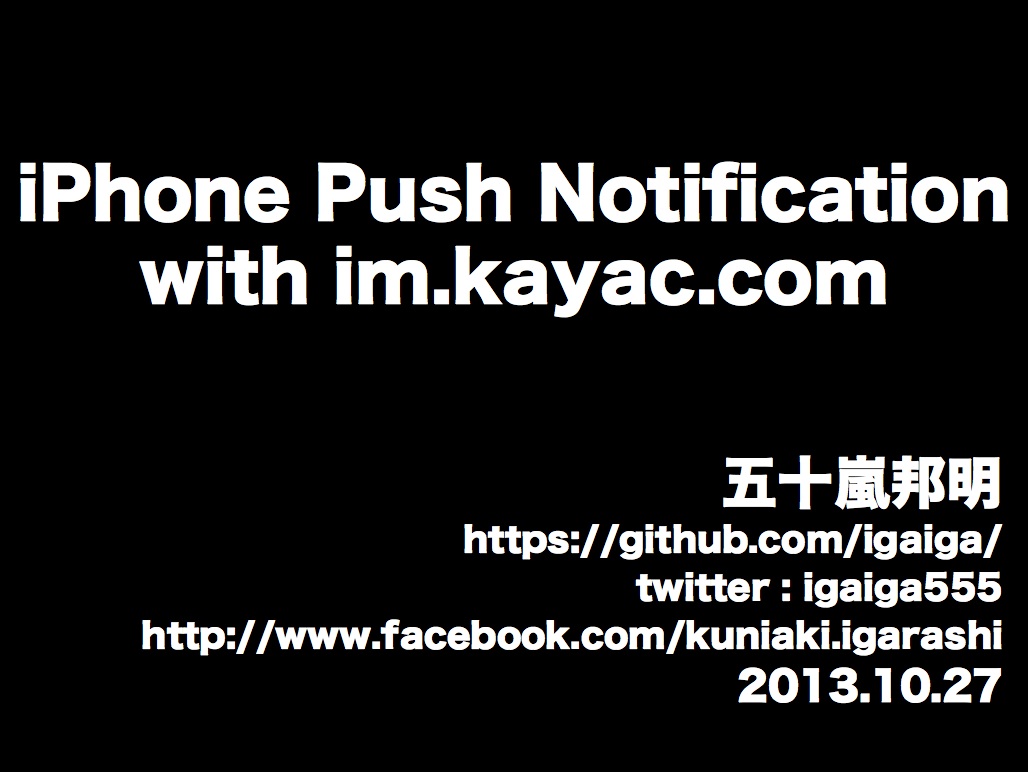 iPhone Push Notification
with im.kayac.com
五十嵐邦明
https://github.com/igaiga/
twitter : igaiga555
http://www.facebook.com/kuniaki.igarashi
2013.10.27